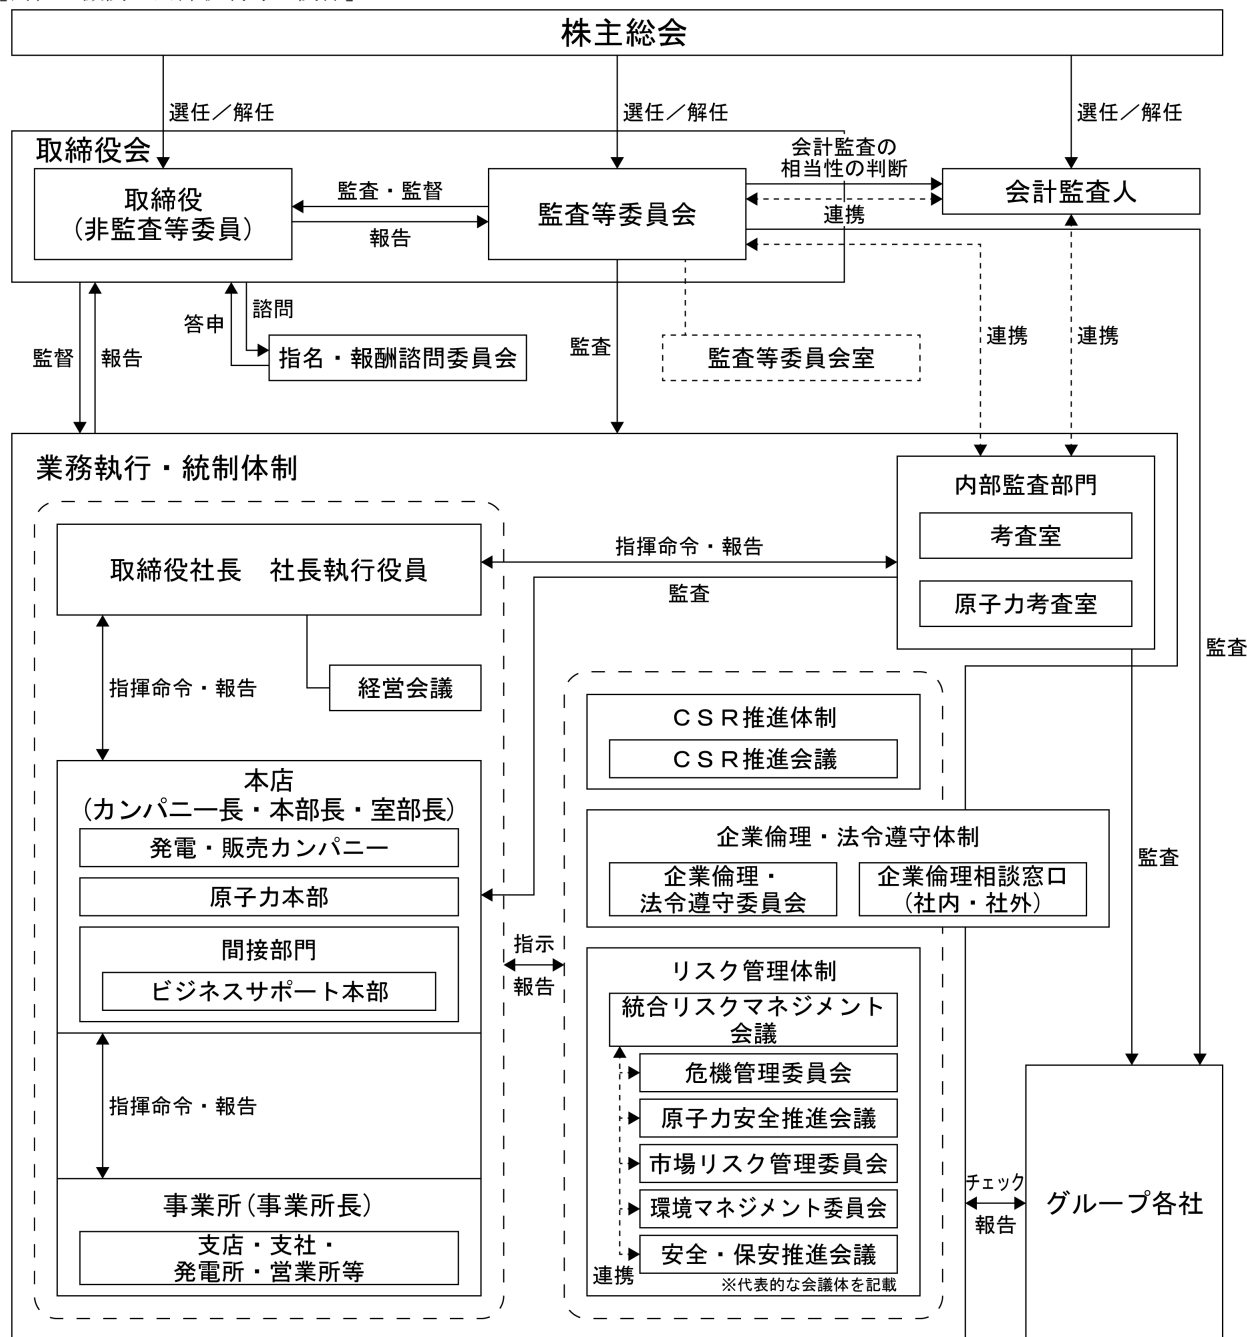 株主総会
選任／解任
選任／解任
選任／解任
取締役会
会計監査の
相当性の判断
取締役
(非監査等委員)
監査・監督
報告
監査等委員会
連携
会計監査人
監督
報告
答申
諮問
指名・報酬諮問委員会
監査
監査等委員会室
連携
連携
業務執行・統制体制
内部監査部門
考査室
原子力考査室
取締役社長　社長執行役員
指揮命令・報告
監査
監査
指揮命令・報告
経営会議
ＣＳＲ推進体制
ＣＳＲ推進会議
本店
(カンパニー長・本部長・室部長)
発電・販売カンパニー
原子力本部
間接部門
ビジネスサポート本部
企業倫理・法令遵守体制
企業倫理・
法令遵守委員会
企業倫理相談窓口
(社内・社外)
監査
指示
報告
リスク管理体制
統合リスクマネジメント
会議
危機管理委員会
原子力安全推進会議
市場リスク管理委員会
環境マネジメント委員会
安全・保安推進会議
連携
※代表的な会議体を記載
指揮命令・報告
事業所(事業所長)
支店・支社・
発電所・営業所等
チェック
報告
グループ各社